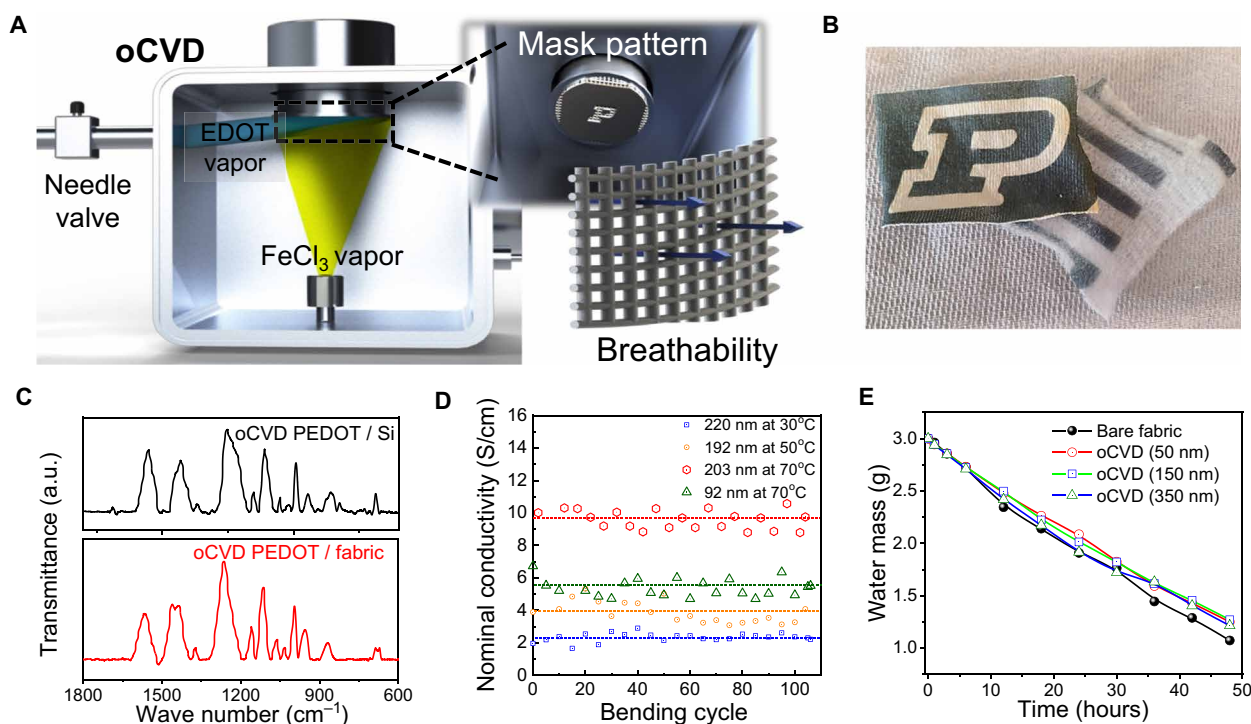 A
oCVD
Mask pattern
EDOT
vapor
Needle
valve
FeCl₃ vapor
Breathability
B
P
C
oCVD PEDOT / Si
oCVD PEDOT / fabric
Transmittance (a.u.)
1800
1500
1200
900
600
Wave number (cm⁻¹)
D
Nominal conductivity (S/cm)
16
14
12
10
8
6
4
2
0
220 nm at 30°C
192 nm at 50°C
203 nm at 70°C
92 nm at 70°C
0
20
40
60
80
100
Bending cycle
E
Water mass (g)
3.0
2.5
2.0
1.5
1.0
Bare fabric
oCVD (50 nm)
oCVD (150 nm)
oCVD (350 nm)
0
10
20
30
40
50
Time (hours)